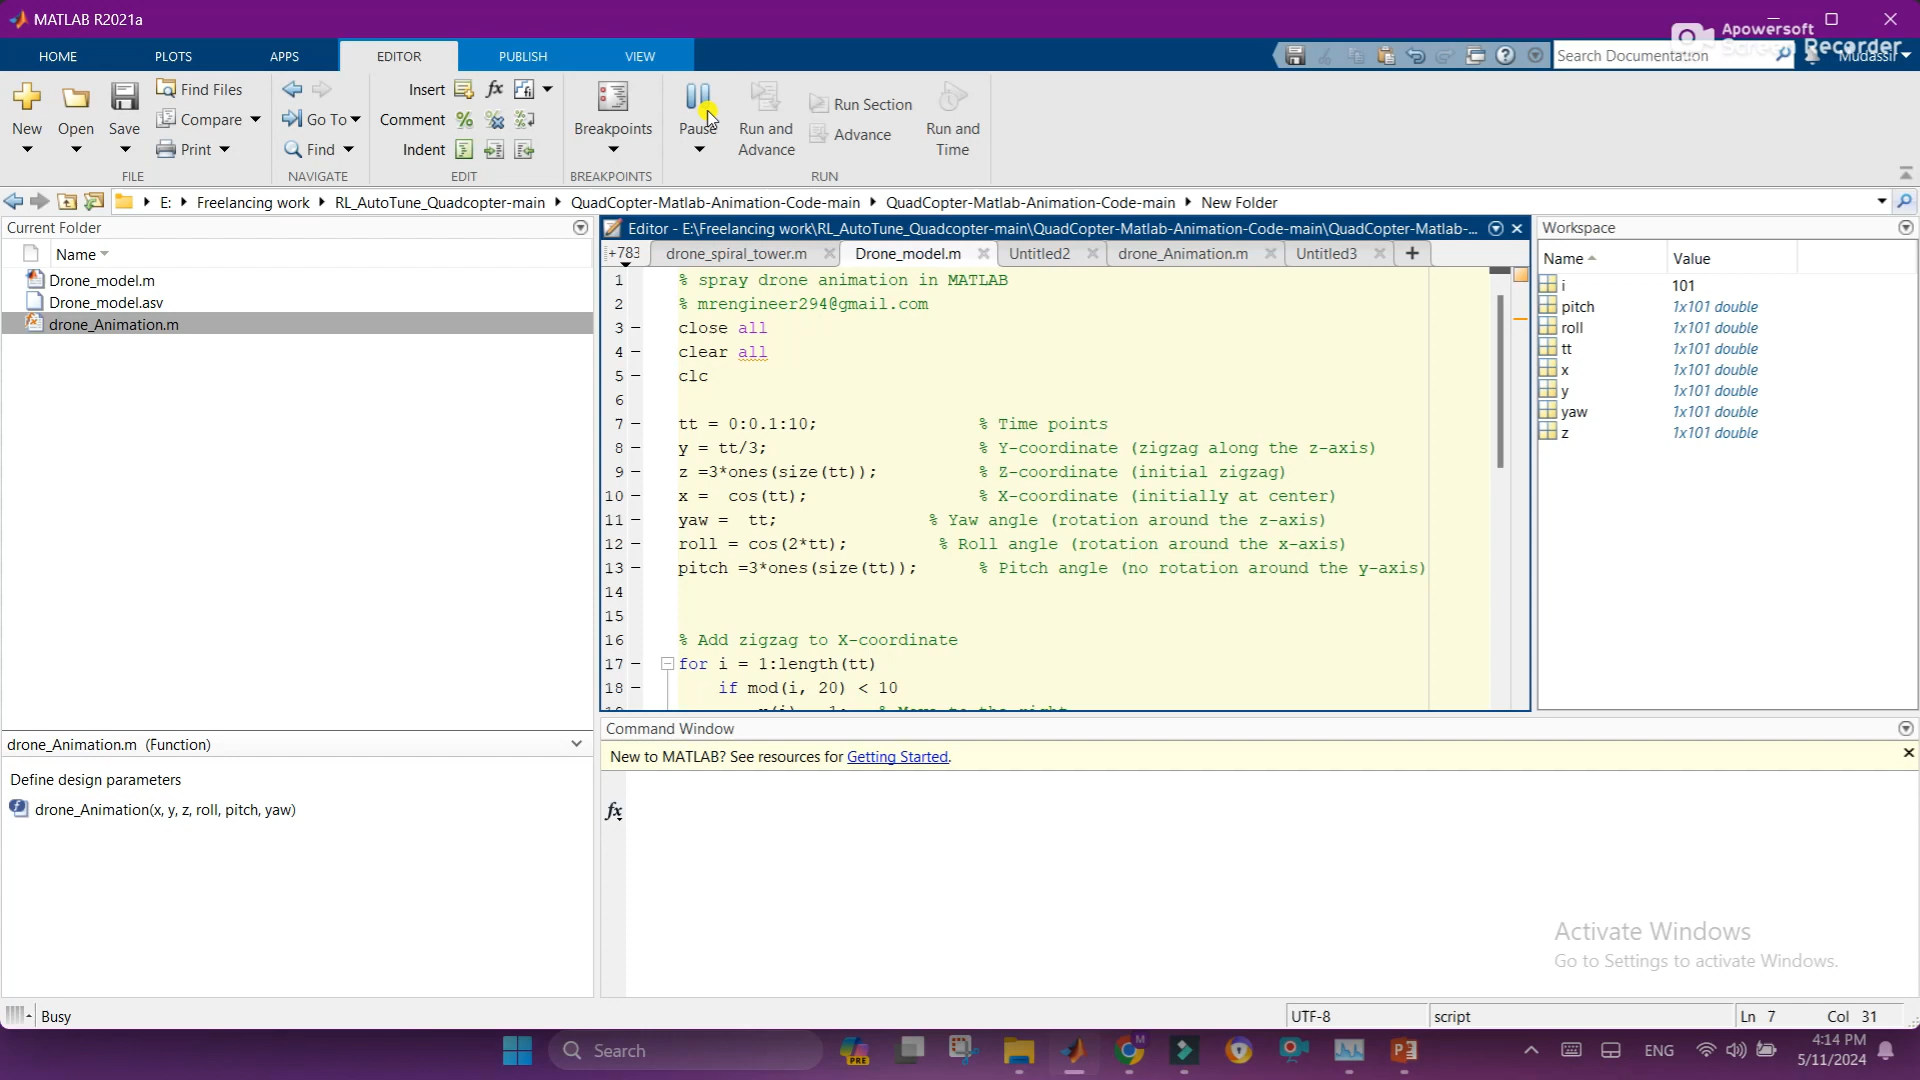 MATLAB R2021a
Apowersoft
Screen Recorder
HOME PLOTS APPS EDITOR PUBLISH VIEW
Search Documentation
Mudassir
New
Open
Save
Find Files
Compare
Print
FILE
Go To
Find
NAVIGATE
Insert
Comment
Indent
EDIT
Breakpoints
BREAKPOINTS
Pause
Run and Advance
Run Section
Advance
Run and Time
RUN
E: Freelancing work RL_AutoTune_Quadcopter-main QuadCopter-Matlab-Animation-Code-main QuadCopter-Matlab-Animation-Code-main New Folder
Current Folder
Name
Drone_model.m
Drone_model.asv
drone_Animation.m
drone_Animation.m (Function)
Define design parameters
drone_Animation(x, y, z, roll, pitch, yaw)
Editor - E:\Freelancing work\RL_AutoTune_Quadcopter-main\QuadCopter-Matlab-Animation-Code-main\QuadCopter-Matlab-...
+783 drone_spiral_tower.m Drone_model.m Untitled2 drone_Animation.m Untitled3
1 % spray drone animation in MATLAB
2 % mrengineer294@gmail.com
3 – close all
4 – clear all
5 – clc
6
7 – tt = 0:0.1:10; % Time points
8 – y = tt/3; % Y-coordinate (zigzag along the z-axis)
9 – z =3*ones(size(tt)); % Z-coordinate (initial zigzag)
10 – x = cos(tt); % X-coordinate (initially at center)
11 – yaw = tt; % Yaw angle (rotation around the z-axis)
12 – roll = cos(2*tt); % Roll angle (rotation around the x-axis)
13 – pitch =3*ones(size(tt)); % Pitch angle (no rotation around the y-axis)
14
15
16 % Add zigzag to X-coordinate
17 – for i = 1:length(tt)
18 – if mod(i, 20) < 10
Workspace
Name Value
i 101
pitch 1x101 double
roll 1x101 double
tt 1x101 double
x 1x101 double
y 1x101 double
yaw 1x101 double
z 1x101 double
Command Window
New to MATLAB? See resources for Getting Started.
fx
Activate Windows
Go to Settings to activate Windows.
Busy
UTF-8 script Ln 7 Col 31
Search
PRE
ENG
4:14 PM
5/11/2024